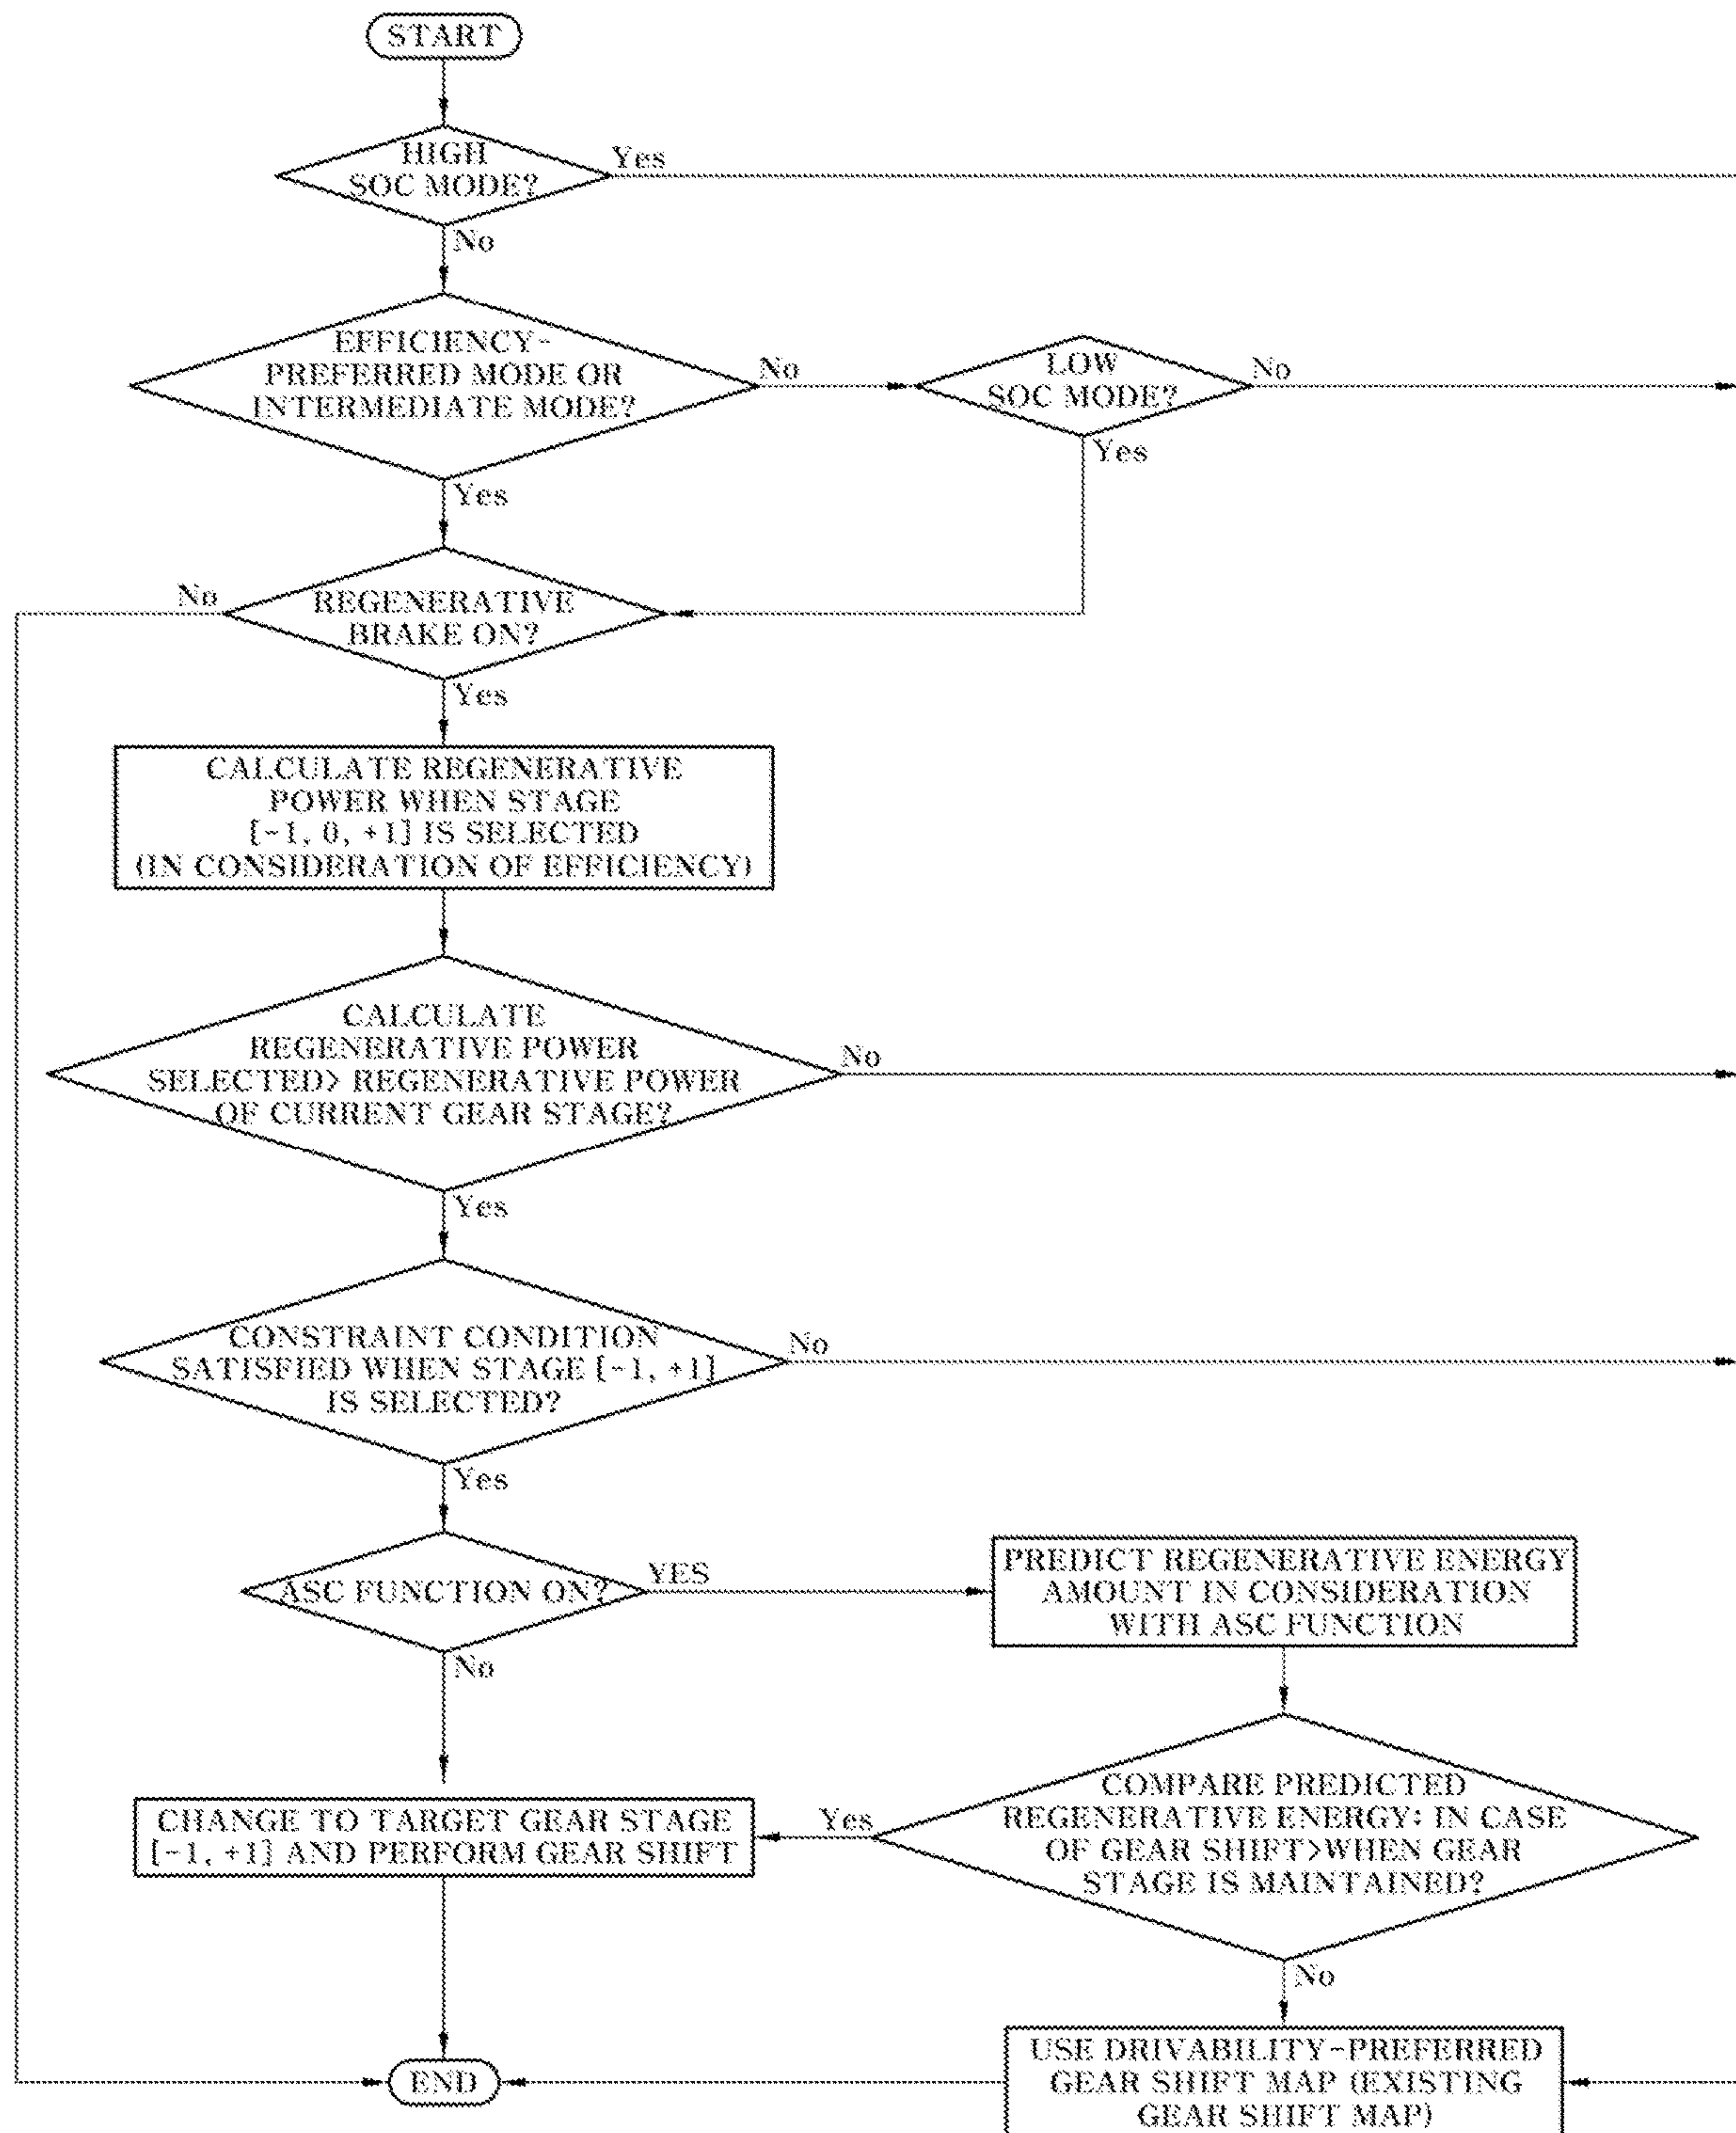 START
HIGH
SOC MODE?
Yes
No
EFFICIENCY-
PREFERRED MODE OR
INTERMEDIATE MODE?
No
LOW
SOC MODE?
No
Yes
Yes
No
REGENERATIVE
BRAKE ON?
Yes
CALCULATE REGENERATIVE
POWER WHEN STAGE
[-1, 0, +1] IS SELECTED
(IN CONSIDERATION OF EFFICIENCY)
CALCULATE
REGENERATIVE POWER
SELECTED> REGENERATIVE POWER
OF CURRENT GEAR STAGE?
No
Yes
CONSTRAINT CONDITION
SATISFIED WHEN STAGE [-1, +1]
IS SELECTED?
No
Yes
ASC FUNCTION ON?
YES
PREDICT REGENERATIVE ENERGY
AMOUNT IN CONSIDERATION
WITH ASC FUNCTION
No
COMPARE PREDICTED
REGENERATIVE ENERGY: IN CASE
OF GEAR SHIFT>WHEN GEAR
STAGE IS MAINTAINED?
Yes
CHANGE TO TARGET GEAR STAGE
[-1, +1] AND PERFORM GEAR SHIFT
No
USE DRIVABILITY-PREFERRED
GEAR SHIFT MAP (EXISTING
GEAR SHIFT MAP)
END